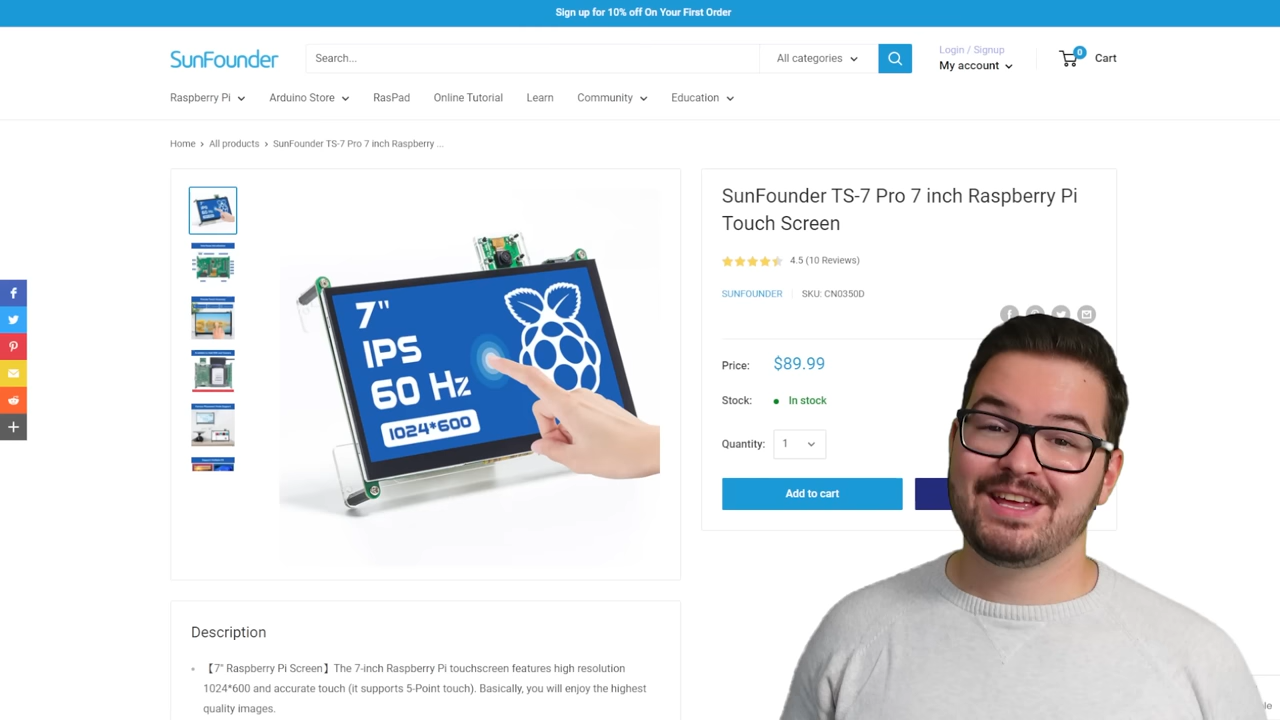 Sign up for 10% off On Your First Order
SunFounder
Search...
All categories
Login / Signup
My account
0
Cart
Raspberry Pi
Arduino Store
RasPad
Online Tutorial
Learn
Community
Education
Home > All products > SunFounder TS-7 Pro 7 inch Raspberry ...
7"
IPS
60 Hz
1024*600
SunFounder TS-7 Pro 7 inch Raspberry Pi
Touch Screen
4.5 (10 Reviews)
SUNFOUNDER
SKU: CN0350D
Price: $89.99
Stock: In stock
Quantity: 1
Add to cart
Description
【7" Raspberry Pi Screen】The 7-inch Raspberry Pi touchscreen features high resolution
1024*600 and accurate touch (it supports 5-Point touch). Basically, you will enjoy the highest
quality images.